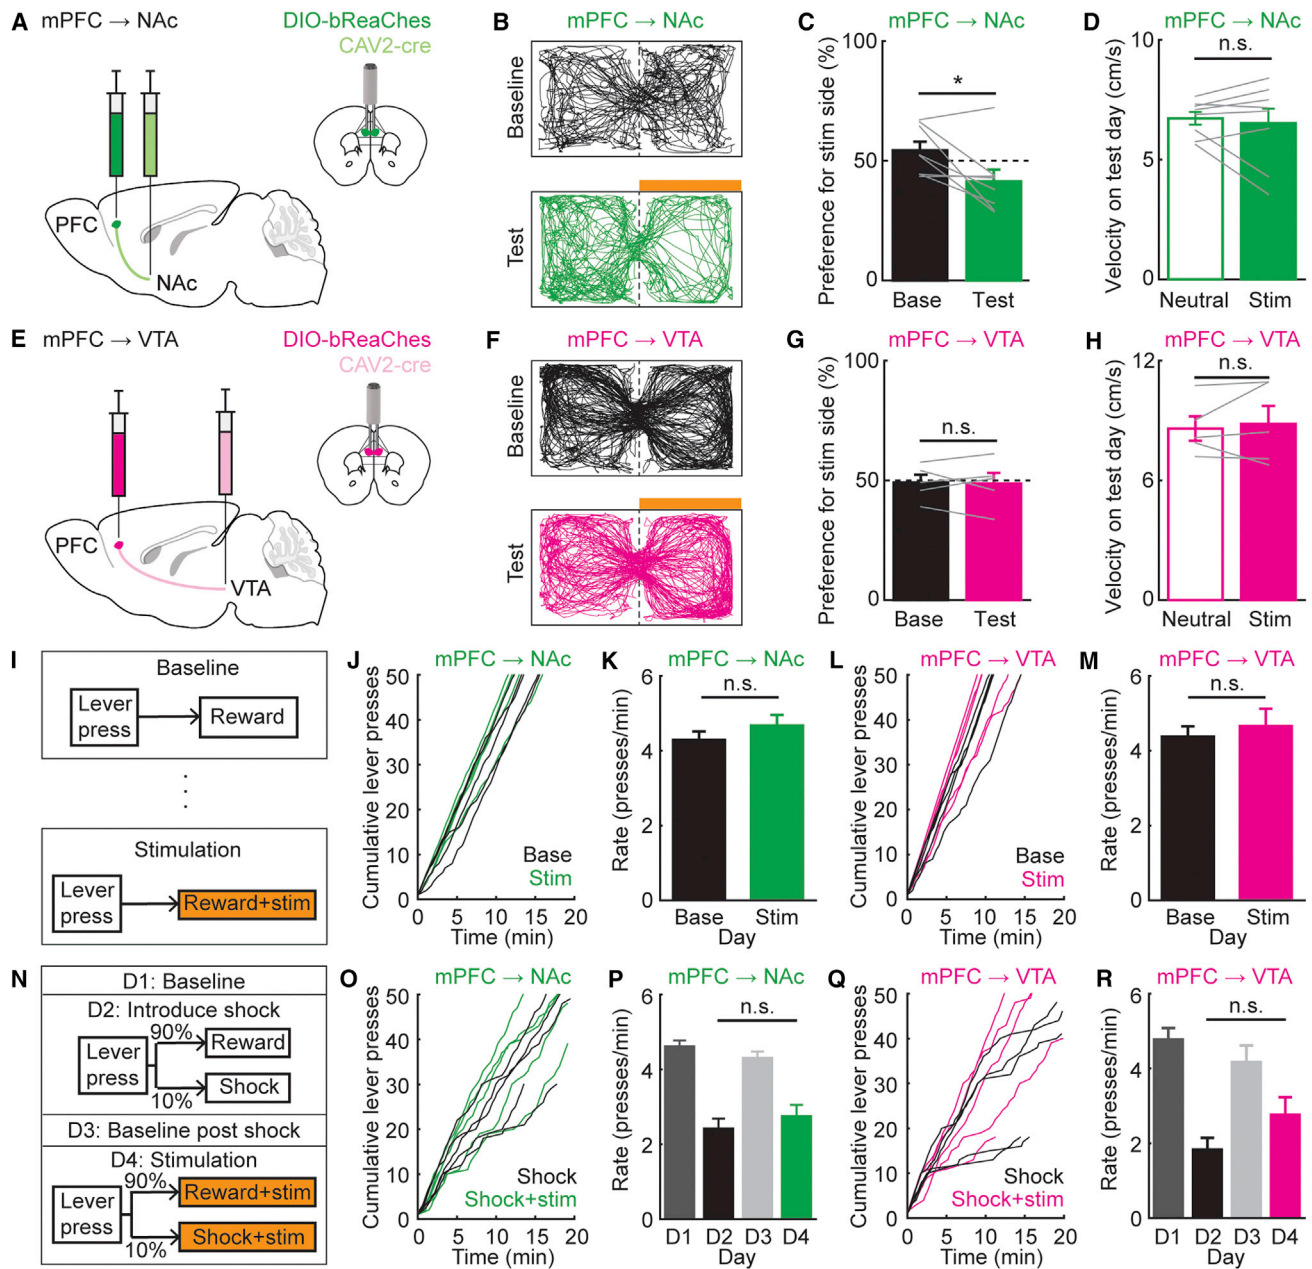 A mPFC → NAc
DIO-bReaChes
CAV2-cre
PFC
NAc
B mPFC → NAc
Baseline
Test
C mPFC → NAc
Preference for stim side (%)
100
50
0
*
Base Test
D mPFC → NAc
Velocity on test day (cm/s)
10
5
0
n.s.
Neutral Stim
E mPFC → VTA
DIO-bReaChes
CAV2-cre
PFC
VTA
F mPFC → VTA
Baseline
Test
G mPFC → VTA
Preference for stim side (%)
100
50
0
n.s.
Base Test
H mPFC → VTA
Velocity on test day (cm/s)
12
6
0
n.s.
Neutral Stim
I
Baseline
Lever
press
Reward
Stimulation
Lever
press
Reward+stim
J mPFC → NAc
Cumulative lever presses
50
40
30
20
10
0
Base
Stim
0 5 10 15 20
Time (min)
K mPFC → NAc
Rate (presses/min)
6
4
2
0
n.s.
Base Stim
Day
L mPFC → VTA
Cumulative lever presses
50
40
30
20
10
0
Base
Stim
0 5 10 15 20
Time (min)
M mPFC → VTA
Rate (presses/min)
6
4
2
0
n.s.
Base Stim
Day
N
D1: Baseline
D2: Introduce shock
Lever
press
90%
Reward
10%
Shock
D3: Baseline post shock
D4: Stimulation
Lever
press
90%
Reward+stim
10%
Shock+stim
O mPFC → NAc
Cumulative lever presses
50
40
30
20
10
0
Shock
Shock+stim
0 5 10 15 20
Time (min)
P mPFC → NAc
Rate (presses/min)
6
4
2
0
n.s.
D1 D2 D3 D4
Day
Q mPFC → VTA
Cumulative lever presses
50
40
30
20
10
0
Shock
Shock+stim
0 5 10 15 20
Time (min)
R mPFC → VTA
Rate (presses/min)
6
4
2
0
n.s.
D1 D2 D3 D4
Day